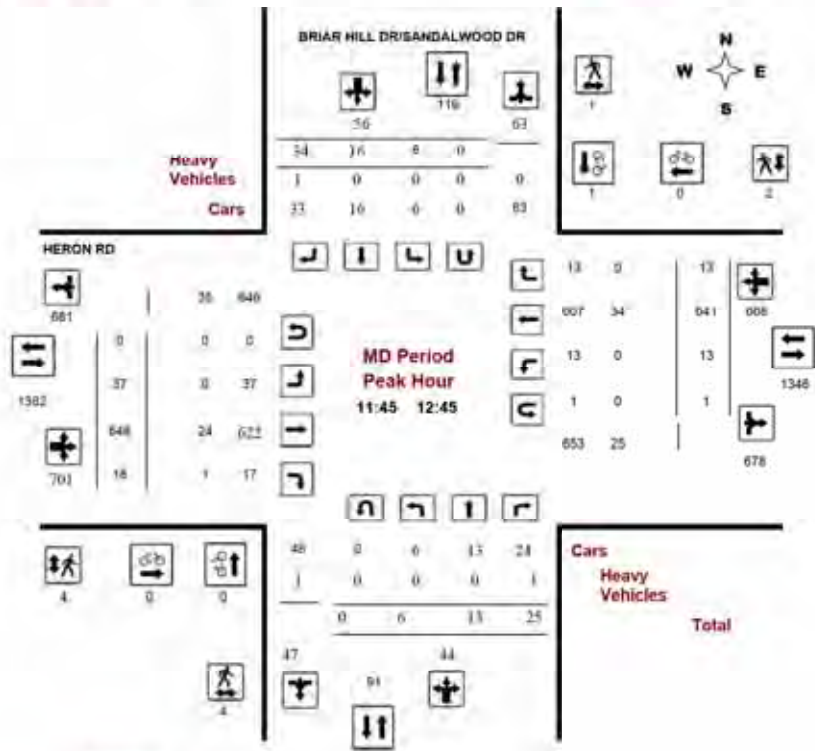 BRIAR HILL DR/SANDALWOOD DR
N
W E
S
116
56 63
1
34 16 6 0
Heavy
Vehicles
1 0 0 0 0
1 0 2
Cars
33 16 0 63
HERON RD
13 0 13
681
35 646
607 34 641 608
0 0 0
MD Period
13 0 13
37 0 37
Peak Hour
1346
1362
11:45 12:45
1 0 1
646 24 622
653 25
701
18 1 17
678
46 0 6 13 24
Cars
1 0 0 0 1
Heavy
Vehicles
4 0 0
0 6 13 25
Total
47 44
91
4